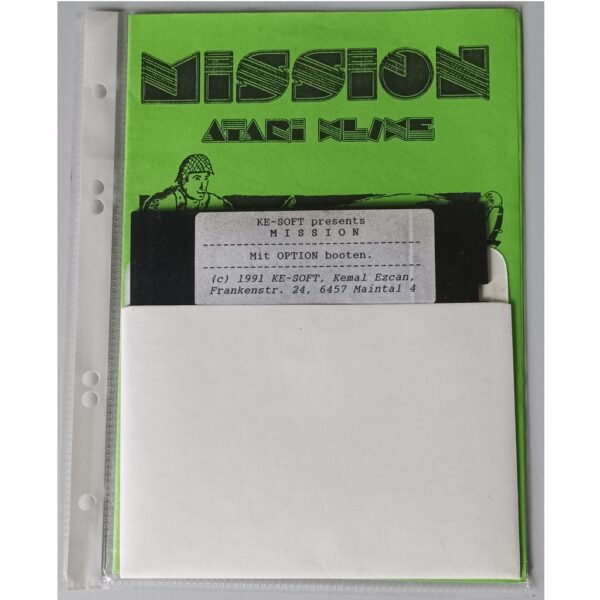 MISSION
ATARI XL/XE
KE-SOFT presents
M I S S I O N
Mit OPTION booten.
(c) 1991 KE-SOFT, Kemal Ezcan,
Frankenstr. 24, 6457 Maintal 4